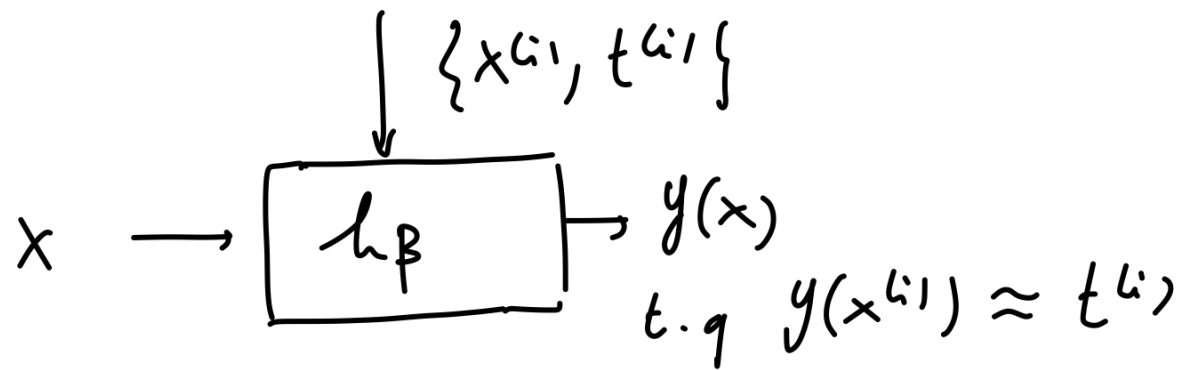 {x^(i), t^(i)}
x → h_β → y(x)
t.q y(x^(i)) ≈ t^(i)